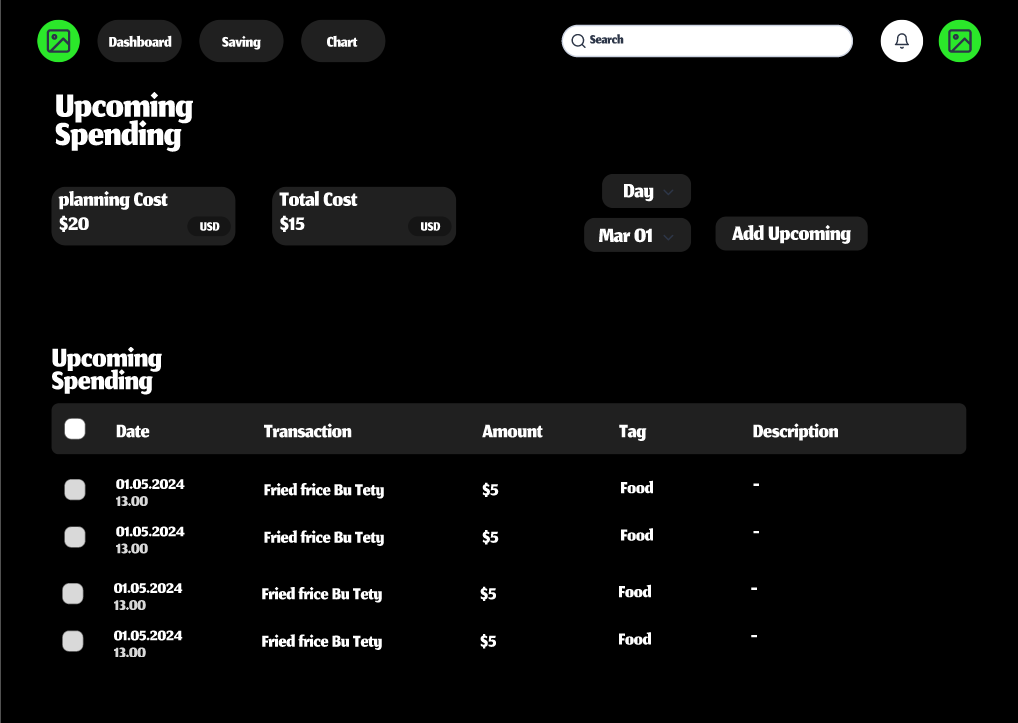 Dashboard
Saving
Chart
Search
Upcoming
Spending
planning Cost
$20
USD
Total Cost
$15
USD
Day
Mar 01
Add Upcoming
Upcoming
Spending
Date Transaction Amount Tag Description
01.05.2024
13.00
Fried frice Bu Tety $5 Food -
01.05.2024
13.00
Fried frice Bu Tety $5 Food -
01.05.2024
13.00
Fried frice Bu Tety $5 Food -
01.05.2024
13.00
Fried frice Bu Tety $5 Food -